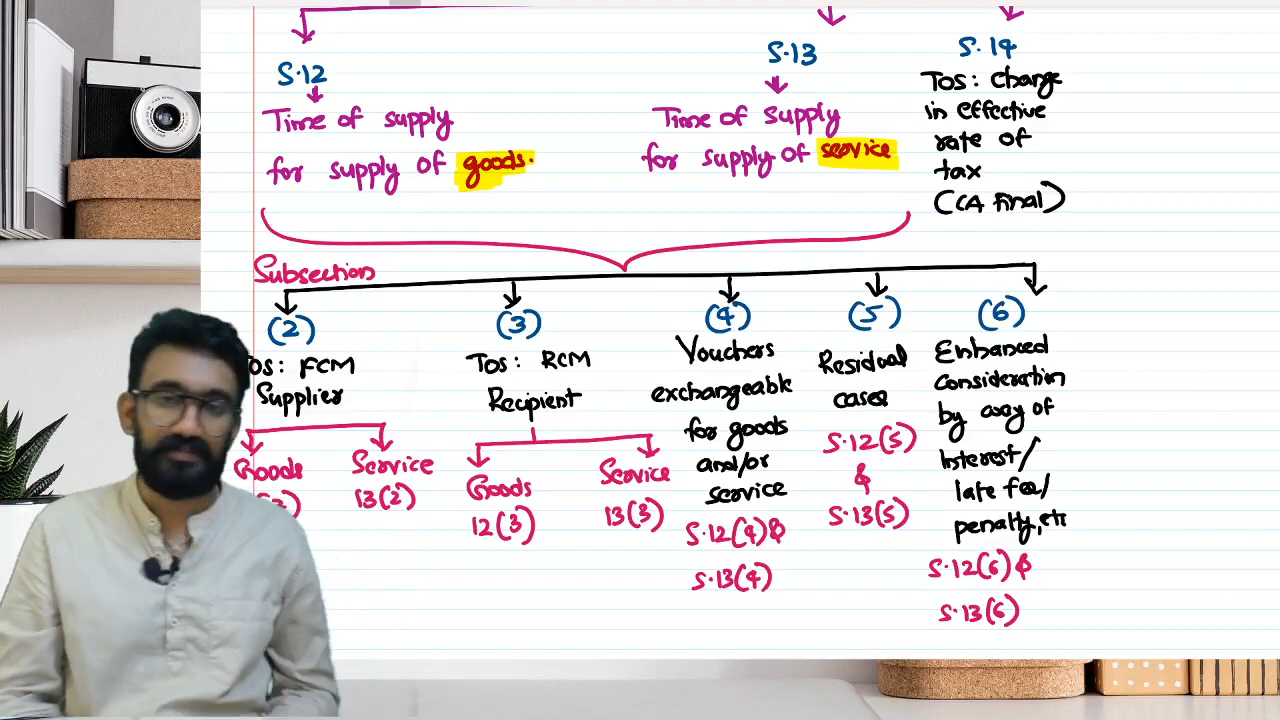 S.12
Time of supply
for supply of goods.
S.13
Time of supply
for supply of service
S.14
TOS: Change
in effective
rate of
tax
(CA Final)
Subsection
(2)
OS: FCM
Supplier
Goods
Service
13(2)
(3)
TOS: RCM
Recipient
Goods
12(3)
Service
13(3)
(4)
Vouchers
exchangeable
for goods
and/or
service
S.12(4)&
S.13(4)
(5)
Residual
cases
S.12(5)
&
S.13(5)
(6)
Enhanced
consideration
by way of
interest/
late fee/
penalty,etc
S.12(6)&
S.13(6)